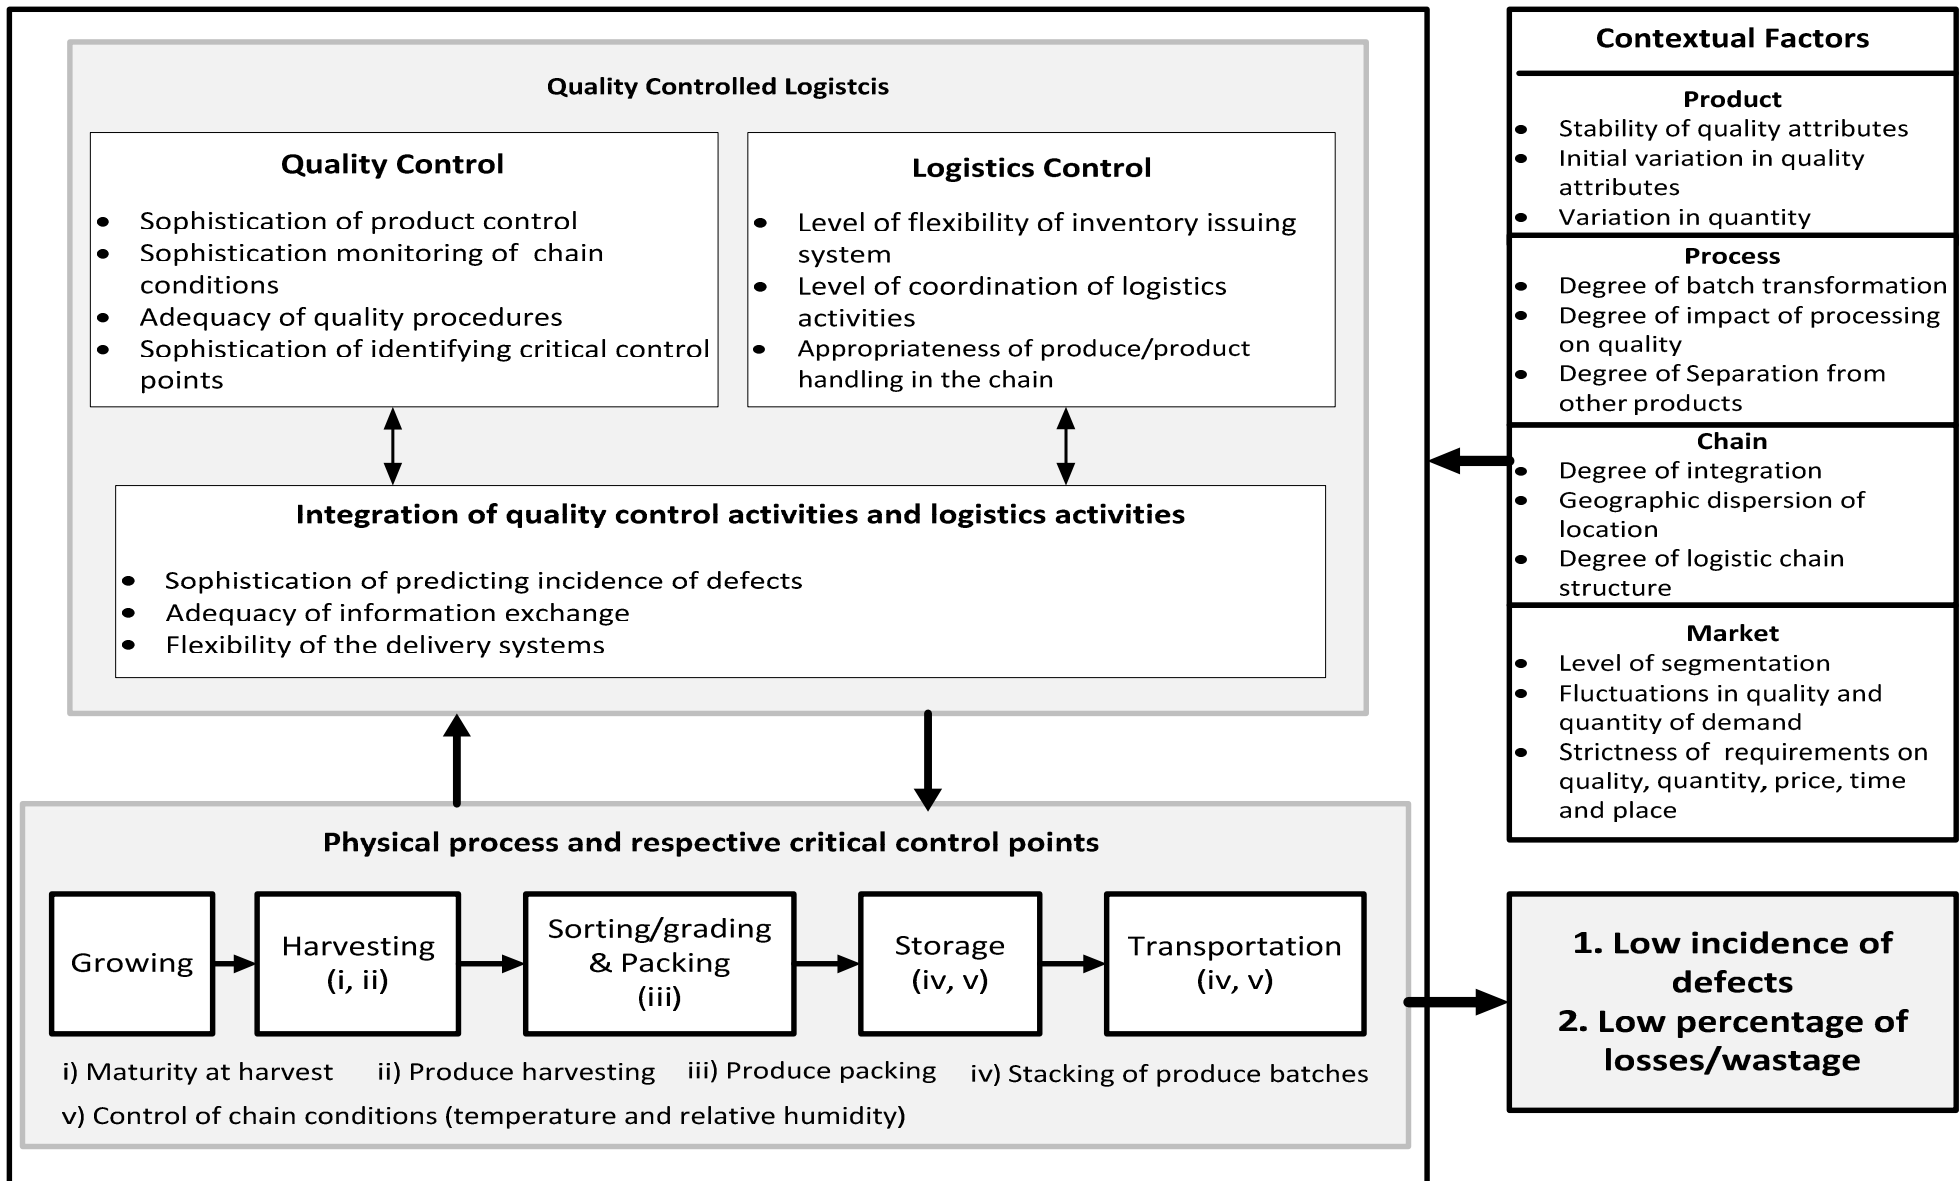 Quality Controlled Logistcis
Quality Control
• Sophistication of product control
• Sophistication monitoring of chain
conditions
• Adequacy of quality procedures
• Sophistication of identifying critical control
points
Logistics Control
• Level of flexibility of inventory issuing
system
• Level of coordination of logistics
activities
• Appropriateness of produce/product
handling in the chain
Integration of quality control activities and logistics activities
• Sophistication of predicting incidence of defects
• Adequacy of information exchange
• Flexibility of the delivery systems
Physical process and respective critical control points
Growing
Harvesting
(i, ii)
Sorting/grading
& Packing
(iii)
Storage
(iv, v)
Transportation
(iv, v)
i) Maturity at harvest
ii) Produce harvesting
iii) Produce packing
iv) Stacking of produce batches
v) Control of chain conditions (temperature and relative humidity)
Contextual Factors
Product
• Stability of quality attributes
• Initial variation in quality
attributes
• Variation in quantity
Process
• Degree of batch transformation
• Degree of impact of processing
on quality
• Degree of Separation from
other products
Chain
• Degree of integration
• Geographic dispersion of
location
• Degree of logistic chain
structure
Market
• Level of segmentation
• Fluctuations in quality and
quantity of demand
• Strictness of requirements on
quality, quantity, price, time
and place
1. Low incidence of
defects
2. Low percentage of
losses/wastage